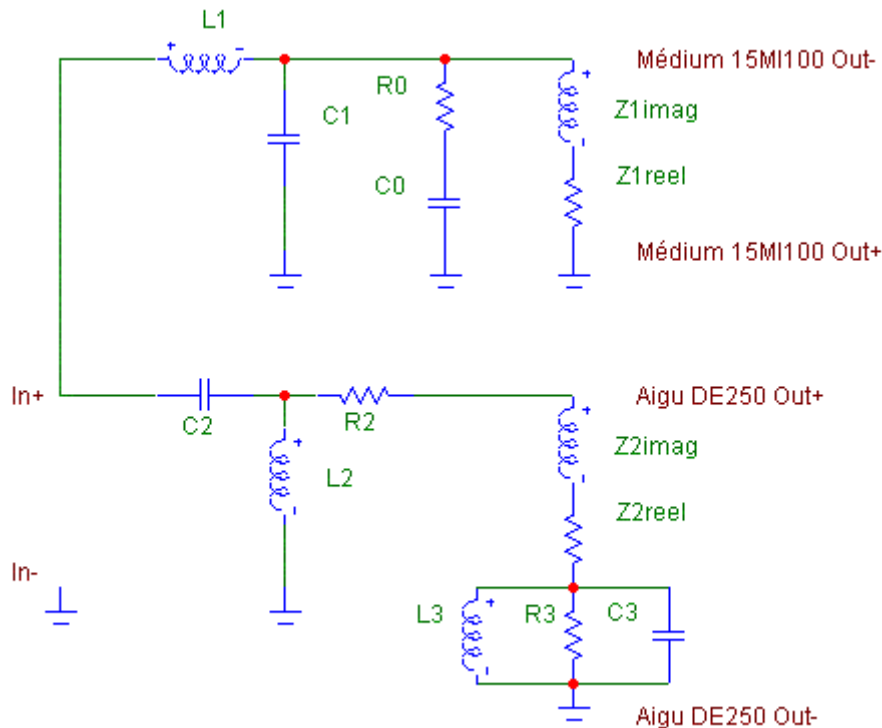 L1
Médium 15MI100 Out-
R0
C1
Z1imag
C0
Z1reel
Médium 15MI100 Out+
In+
Aigu DE250 Out+
C2
R2
Z2imag
L2
Z2reel
In-
L3
R3
C3
Aigu DE250 Out-